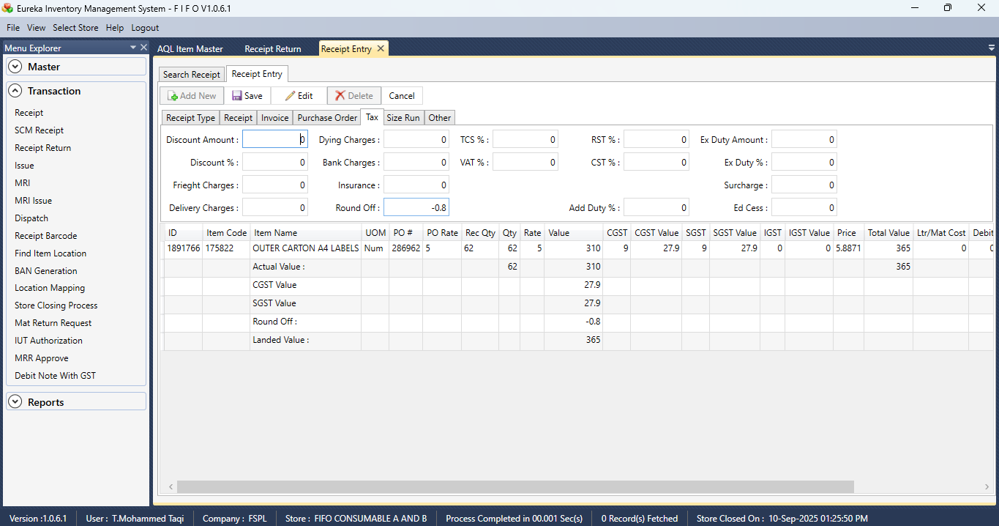 Eureka Inventory Management System - F I F O V1.0.6.1
File View Select Store Help Logout
Menu Explorer
Master
Transaction
Receipt
SCM Receipt
Receipt Return
Issue
MRI
MRI Issue
Dispatch
Receipt Barcode
Find Item Location
BAN Generation
Location Mapping
Store Closing Process
Mat Return Request
IUT Authorization
MRR Approve
Debit Note With GST
Reports
AQL Item Master Receipt Return Receipt Entry
Search Receipt Receipt Entry
Add New Save Edit Delete Cancel
Receipt Type Receipt Invoice Purchase Order Tax Size Run Other
Discount Amount : 0 Dying Charges : 0 TCS % : 0 RST % : 0 Ex Duty Amount : 0
Discount % : 0 Bank Charges : 0 VAT % : 0 CST % : 0 Ex Duty % : 0
Frieght Charges : 0 Insurance : 0 Surcharge : 0
Delivery Charges : 0 Round Off : -0.8 Add Duty % : 0 Ed Cess : 0
ID Item Code Item Name UOM PO # PO Rate Rec Qty Qty Rate Value CGST CGST Value SGST SGST Value IGST IGST Value Price Total Value Ltr/Mat Cost Debit
1891766 175822 OUTER CARTON A4 LABELS Num 286962 5 62 62 5 310 9 27.9 9 27.9 0 0 5.8871 365 0 0
Actual Value : 62 310 365
CGST Value 27.9
SGST Value 27.9
Round Off : -0.8
Landed Value : 365
Version :1.0.6.1 User : T.Mohammed Taqi Company : FSPL Store : FIFO CONSUMABLE A AND B Process Completed in 00.001 Sec(s) 0 Record(s) Fetched Store Closed On : 10-Sep-2025 01:25:50 PM